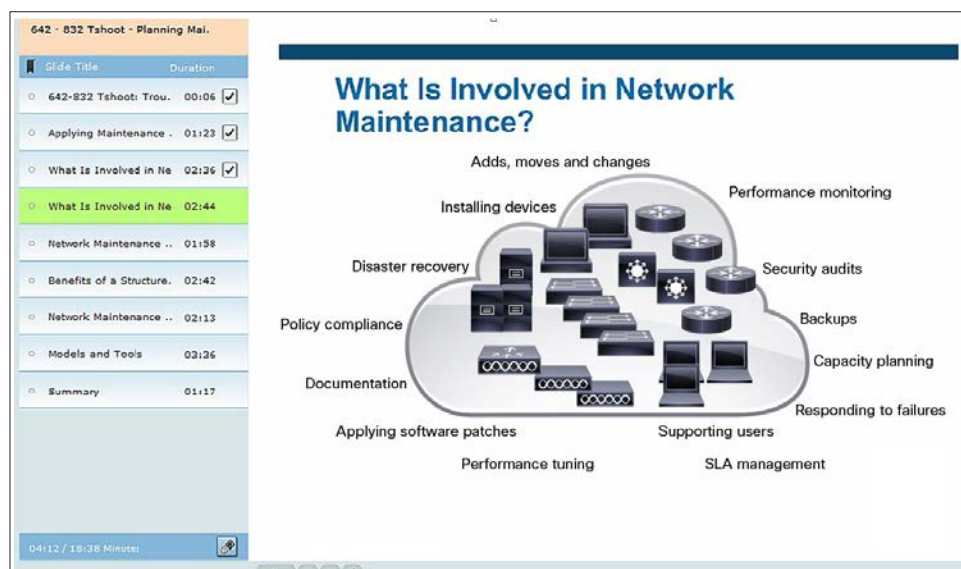 642 - 832 Tshoot - Planning Mai.
Slide Title Duration
642-832 Tshoot: Trou. 00:06
Applying Maintenance . 01:23
What Is Involved in Ne 02:36
What Is Involved in Ne 02:44
Network Maintenance .. 01:58
Benefits of a Structure. 02:42
Network Maintenance .. 02:13
Models and Tools 03:36
Summary 01:17
04:12 / 18:38 Minute:
What Is Involved in Network
Maintenance?
Adds, moves and changes
Performance monitoring
Installing devices
Disaster recovery
Security audits
Policy compliance
Backups
Capacity planning
Documentation
Responding to failures
Applying software patches
Supporting users
Performance tuning
SLA management